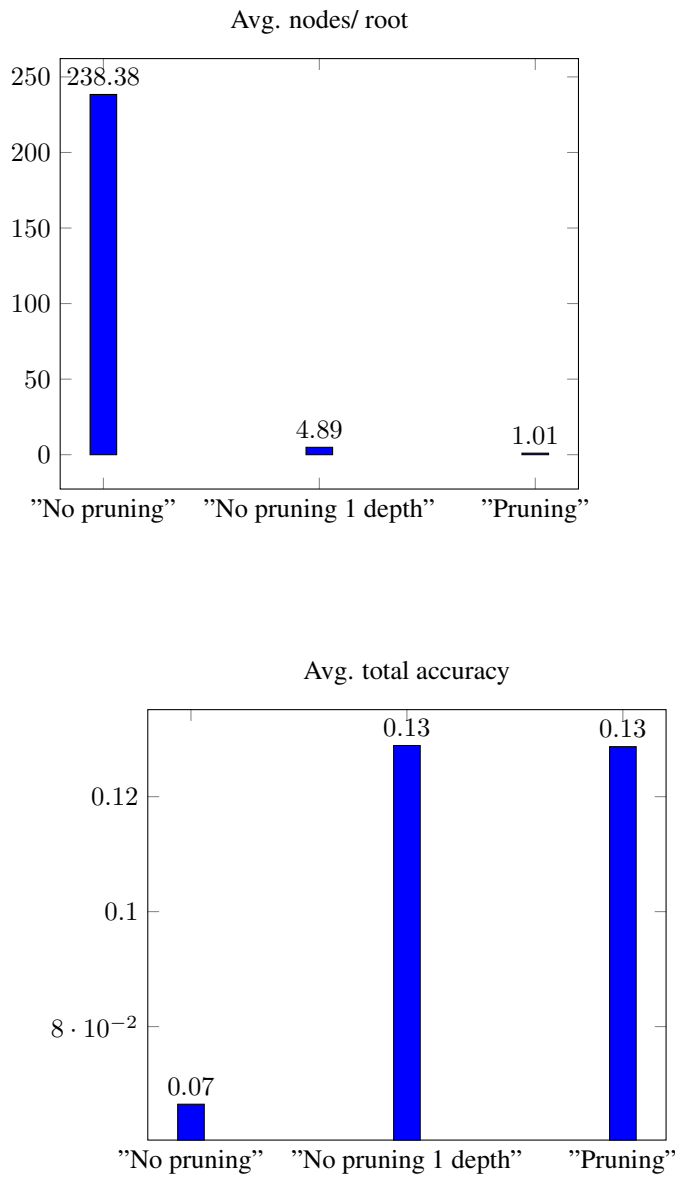 Avg. nodes/ root
250
238.38
200
150
100
50
4.89
1.01
0
”No pruning” ”No pruning 1 depth” ”Pruning”
Avg. total accuracy
0.13 0.13
0.12
0.1
8 · 10⁻²
0.07
”No pruning” ”No pruning 1 depth” ”Pruning”